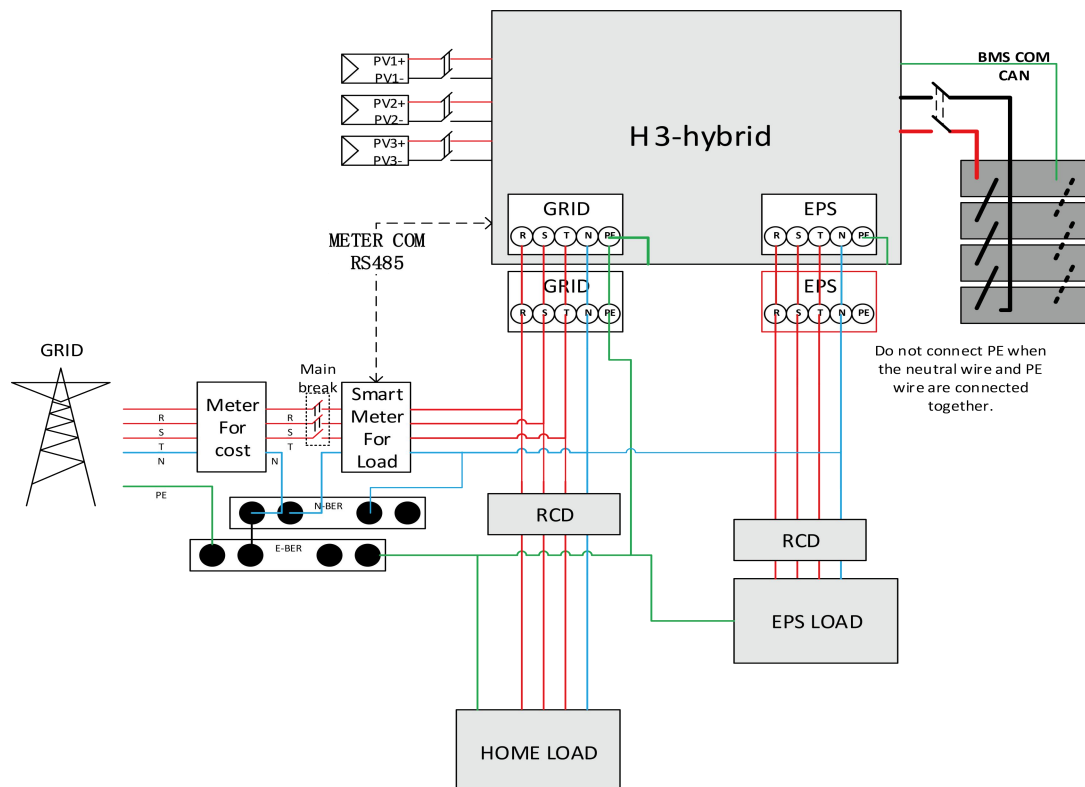 PV1+
PV1-
PV2+
PV2-
PV3+
PV3-
H3-hybrid
BMS COM
CAN
GRID
R S T N PE
EPS
R S T N PE
METER COM
RS485
GRID
R S T N PE
EPS
R S T N PE
Do not connect PE when
the neutral wire and PE
wire are connected
together.
GRID
R
S
T
N
PE
Meter
For
cost
R
S
T
N
Main
break
Smart
Meter
For
Load
N-BER
E-BER
RCD
RCD
EPS LOAD
HOME LOAD